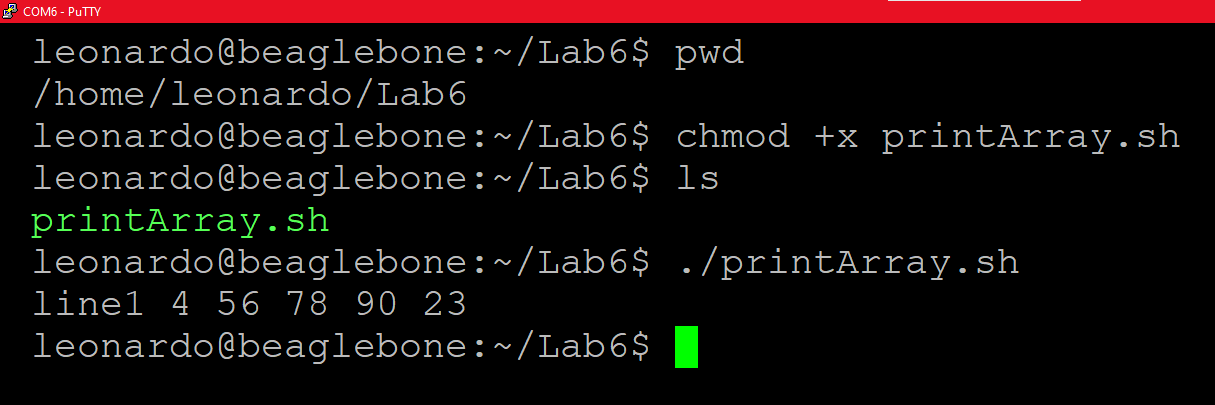 COM6 - PuTTY
leonardo@beaglebone:~/Lab6$ pwd
/home/leonardo/Lab6
leonardo@beaglebone:~/Lab6$ chmod +x printArray.sh
leonardo@beaglebone:~/Lab6$ ls
printArray.sh
leonardo@beaglebone:~/Lab6$ ./printArray.sh
line1 4 56 78 90 23
leonardo@beaglebone:~/Lab6$